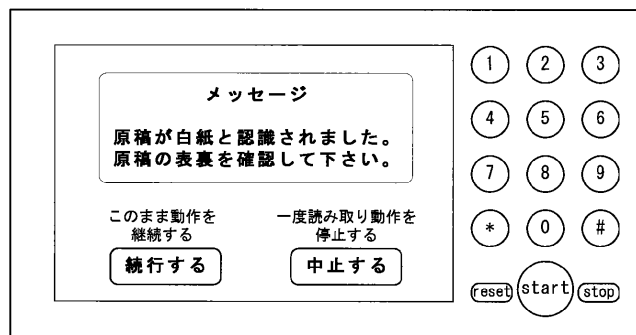 メッセージ
原稿が白紙と認識されました。
原稿の表裏を確認して下さい。
このまま動作を
継続する
続行する
一度読み取り動作を
停止する
中止する
1 2 3
4 5 6
7 8 9
* 0 #
reset start stop